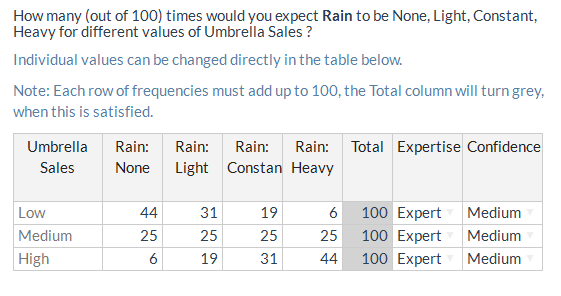 How many (out of 100) times would you expect Rain to be None, Light, Constant,
Heavy for different values of Umbrella Sales ?
Individual values can be changed directly in the table below.
Note: Each row of frequencies must add up to 100, the Total column will turn grey,
when this is satisfied.
Umbrella Rain: Rain: Rain: Rain: Total Expertise Confidence
Sales None Light Constan Heavy
Low 44 31 19 6 100 Expert Medium
Medium 25 25 25 25 100 Expert Medium
High 6 19 31 44 100 Expert Medium